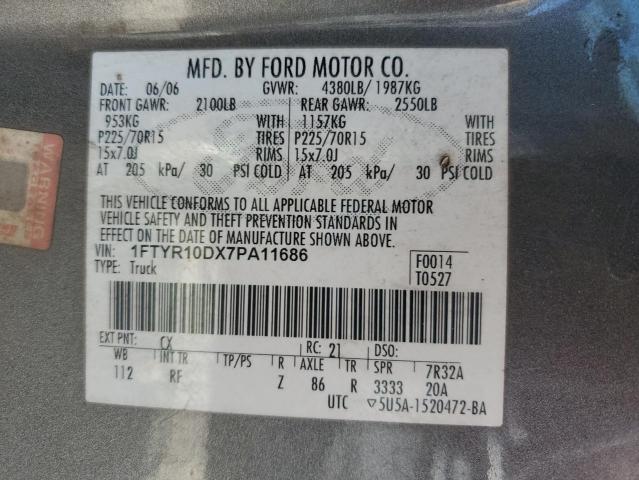 MFD. BY FORD MOTOR CO.
DATE: 06/06 GVWR: 4380LB/ 1987KG
FRONT GAWR: 2100LB REAR GAWR: 2550LB
953KG WITH 1157KG WITH
P225/70R15 TIRES P225/70R15 TIRES
15x7.0J RIMS 15x7.0J RIMS
AT 205 kPa/ 30 PSI COLD AT 205 kPa/ 30 PSI COLD
Ford
THIS VEHICLE CONFORMS TO ALL APPLICABLE FEDERAL MOTOR
VEHICLE SAFETY AND THEFT PREVENTION STANDARDS IN
EFFECT ON THE DATE OF MANUFACTURE SHOWN ABOVE.
VIN: 1FTYR10DX7PA11686 F0014
TYPE: Truck T0527
EXT PNT: CX RC: 21 DSO:
WB INT TR TP/PS R AXLE TR SPR 7R32A
112 RF Z 86 R 3333 20A
UTC ▽5U5A-1520472-BA
WARNING